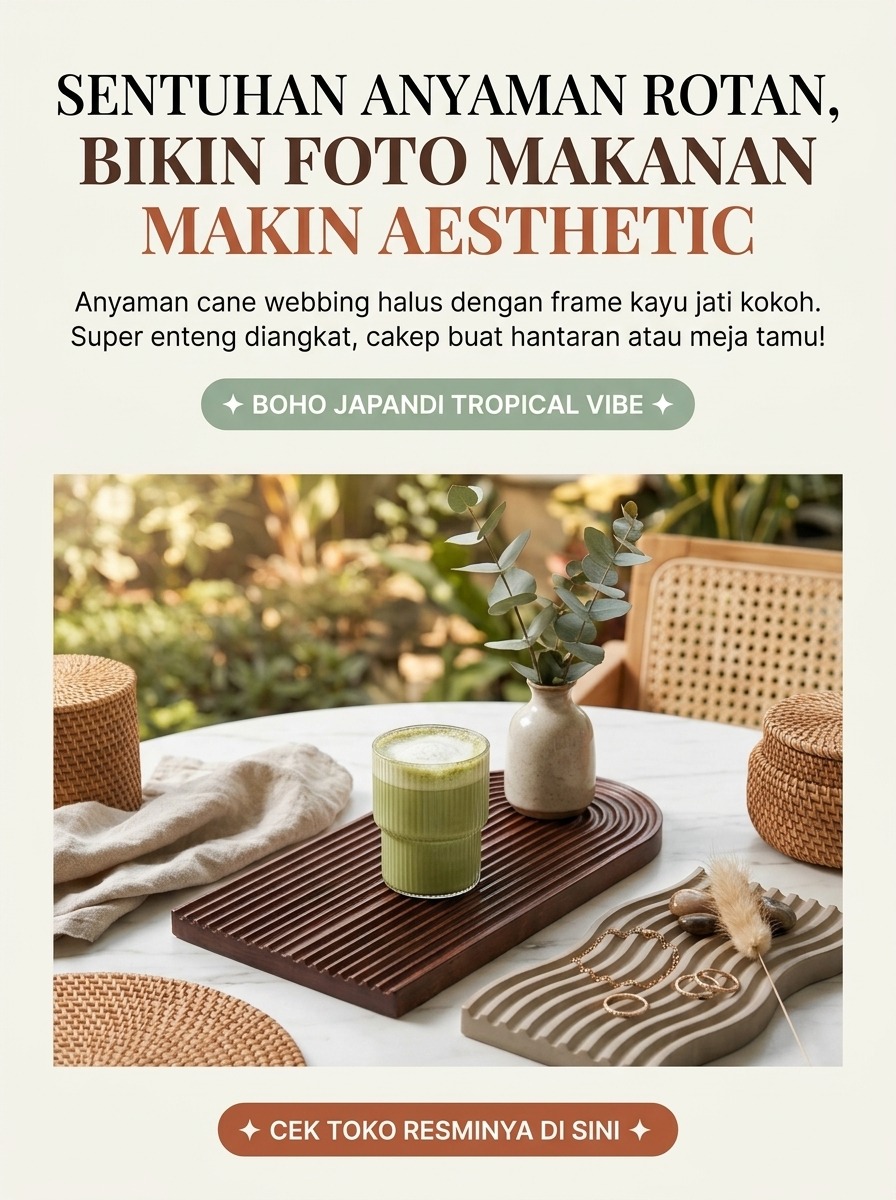 SENTUHAN ANYAMAN ROTAN,
BIKIN FOTO MAKANAN
MAKIN AESTHETIC
Anyaman cane webbing halus dengan frame kayu jati kokoh.
Super enteng diangkat, cakep buat hantaran atau meja tamu!
✦ BOHO JAPANDI TROPICAL VIBE ✦
✦ CEK TOKO RESMINYA DI SINI ✦